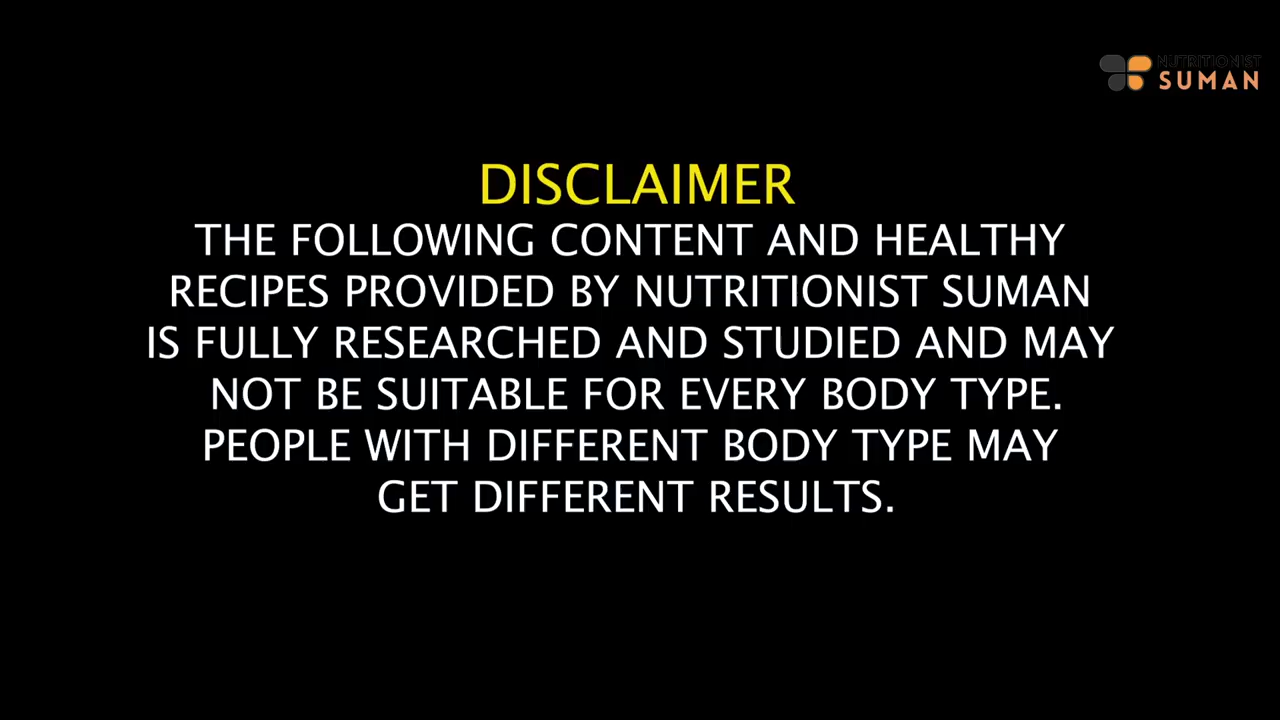 NUTRITIONIST
SUMAN
DISCLAIMER
THE FOLLOWING CONTENT AND HEALTHY
RECIPES PROVIDED BY NUTRITIONIST SUMAN
IS FULLY RESEARCHED AND STUDIED AND MAY
NOT BE SUITABLE FOR EVERY BODY TYPE.
PEOPLE WITH DIFFERENT BODY TYPE MAY
GET DIFFERENT RESULTS.